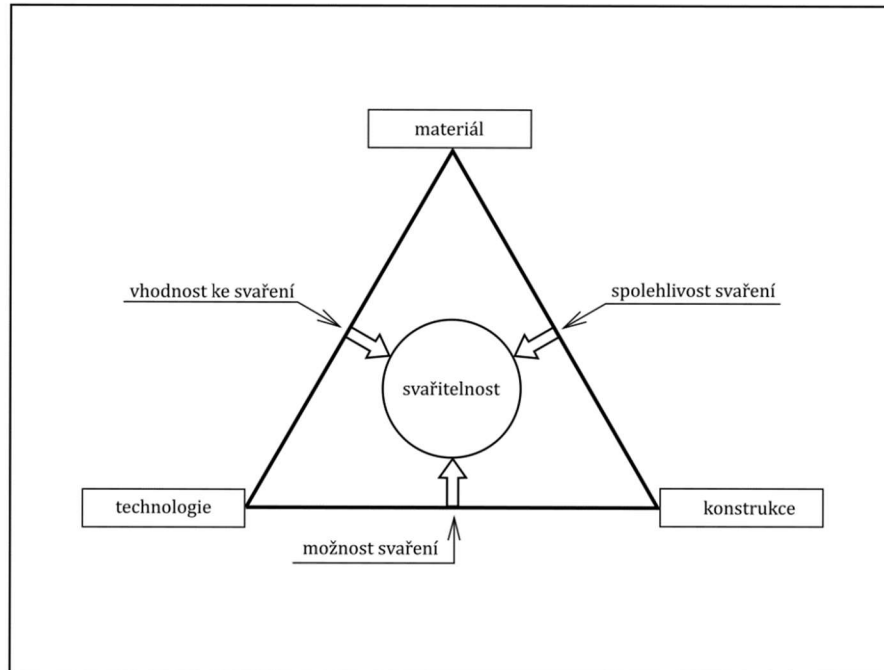 materiál
vhodnost ke svaření
spolehlivost svaření
svařitelnost
technologie
konstrukce
možnost svaření